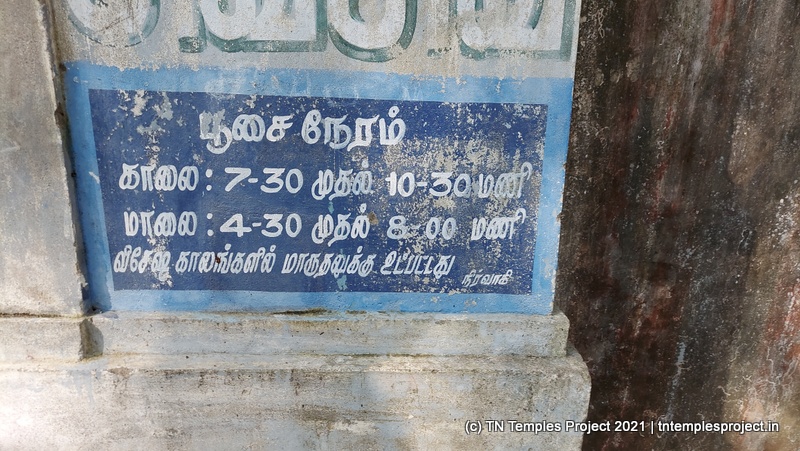 பூசை நேரம்
காலை : 7-30 முதல் 10-30 மணி
மாலை : 4-30 முதல் 8-00 மணி
விசேஷ காலங்களில் மாருதலுக்கு உட்பட்டது
நிர்வாகி
(c) TN Temples Project 2021 | tntemplesproject.in